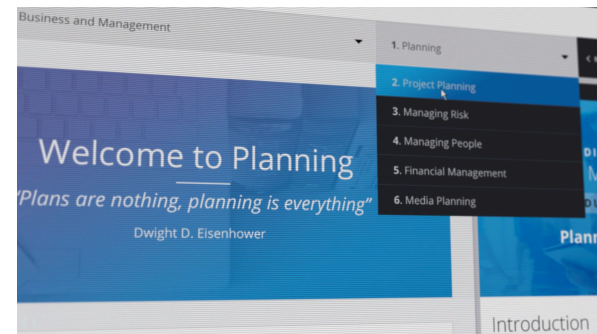 Business and Management
1. Planning
2. Project Planning
3. Managing Risk
4. Managing People
5. Financial Management
6. Media Planning
Welcome to Planning
"Plans are nothing, planning is everything"
Dwight D. Eisenhower
Introduction